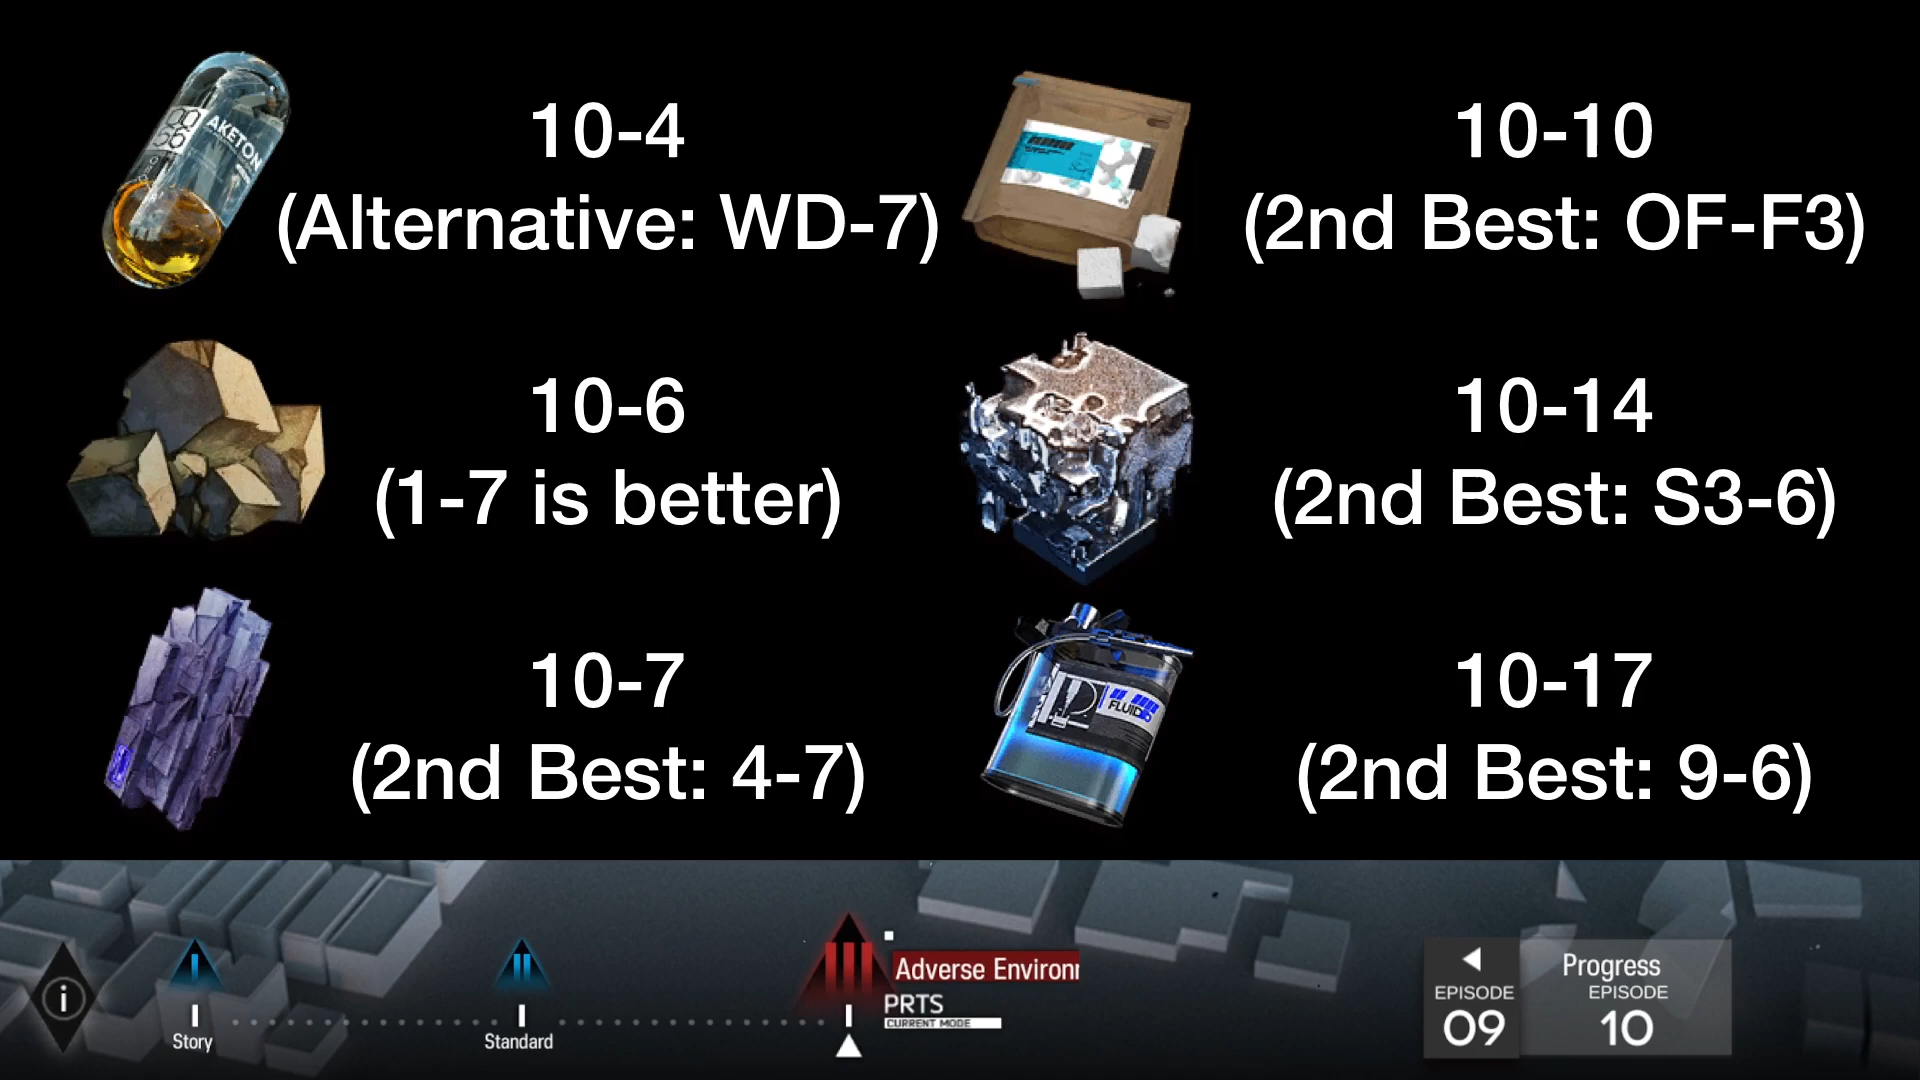 AKETON
10-4
(Alternative: WD-7)
10-10
(2nd Best: OF-F3)
10-6
(1-7 is better)
10-14
(2nd Best: S3-6)
10-7
(2nd Best: 4-7)
FLUID
10-17
(2nd Best: 9-6)
i
I
Story
II
Standard
III
Adverse Environ
PRTS
CURRENT MODE
EPISODE
09
Progress
EPISODE
10